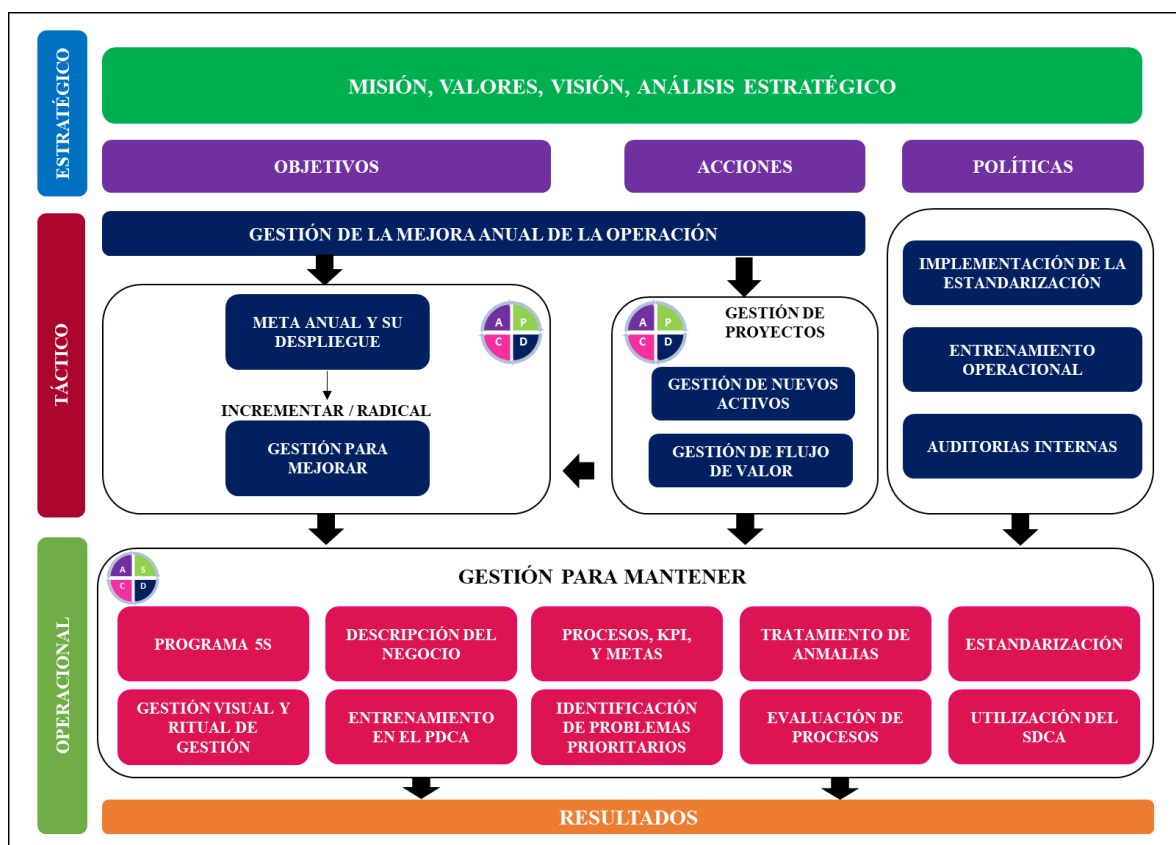 ESTRATÉGICO
MISIÓN, VALORES, VISIÓN, ANÁLISIS ESTRATÉGICO
OBJETIVOS
ACCIONES
POLÍTICAS
TÁCTICO
GESTIÓN DE LA MEJORA ANUAL DE LA OPERACIÓN
META ANUAL Y SU
DESPLIEGUE
A P
C D
INCREMENTAR / RADICAL
GESTIÓN PARA
MEJORAR
A P
C D
GESTIÓN DE
PROYECTOS
GESTIÓN DE NUEVOS
ACTIVOS
GESTIÓN DE FLUJO
DE VALOR
IMPLEMENTACIÓN DE LA
ESTANDARIZACIÓN
ENTRENAMIENTO
OPERACIONAL
AUDITORIAS INTERNAS
OPERACIONAL
A S
C D
GESTIÓN PARA MANTENER
PROGRAMA 5S
DESCRIPCIÓN DEL
NEGOCIO
PROCESOS, KPI,
Y METAS
TRATAMIENTO DE
ANMALIAS
ESTANDARIZACIÓN
GESTIÓN VISUAL Y
RITUAL DE
GESTIÓN
ENTRENAMIENTO
EN EL PDCA
IDENTIFICACIÓN
DE PROBLEMAS
PRIORITARIOS
EVALUACIÓN DE
PROCESOS
UTILIZACIÓN DEL
SDCA
RESULTADOS